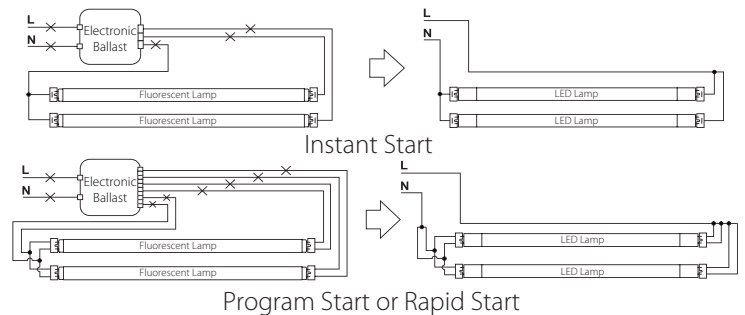 L
N
Electronic
Ballast
Fluorescent Lamp
Fluorescent Lamp
L
N
LED Lamp
LED Lamp
Instant Start
L
N
Electronic
Ballast
Fluorescent Lamp
Fluorescent Lamp
L
N
LED Lamp
LED Lamp
Program Start or Rapid Start